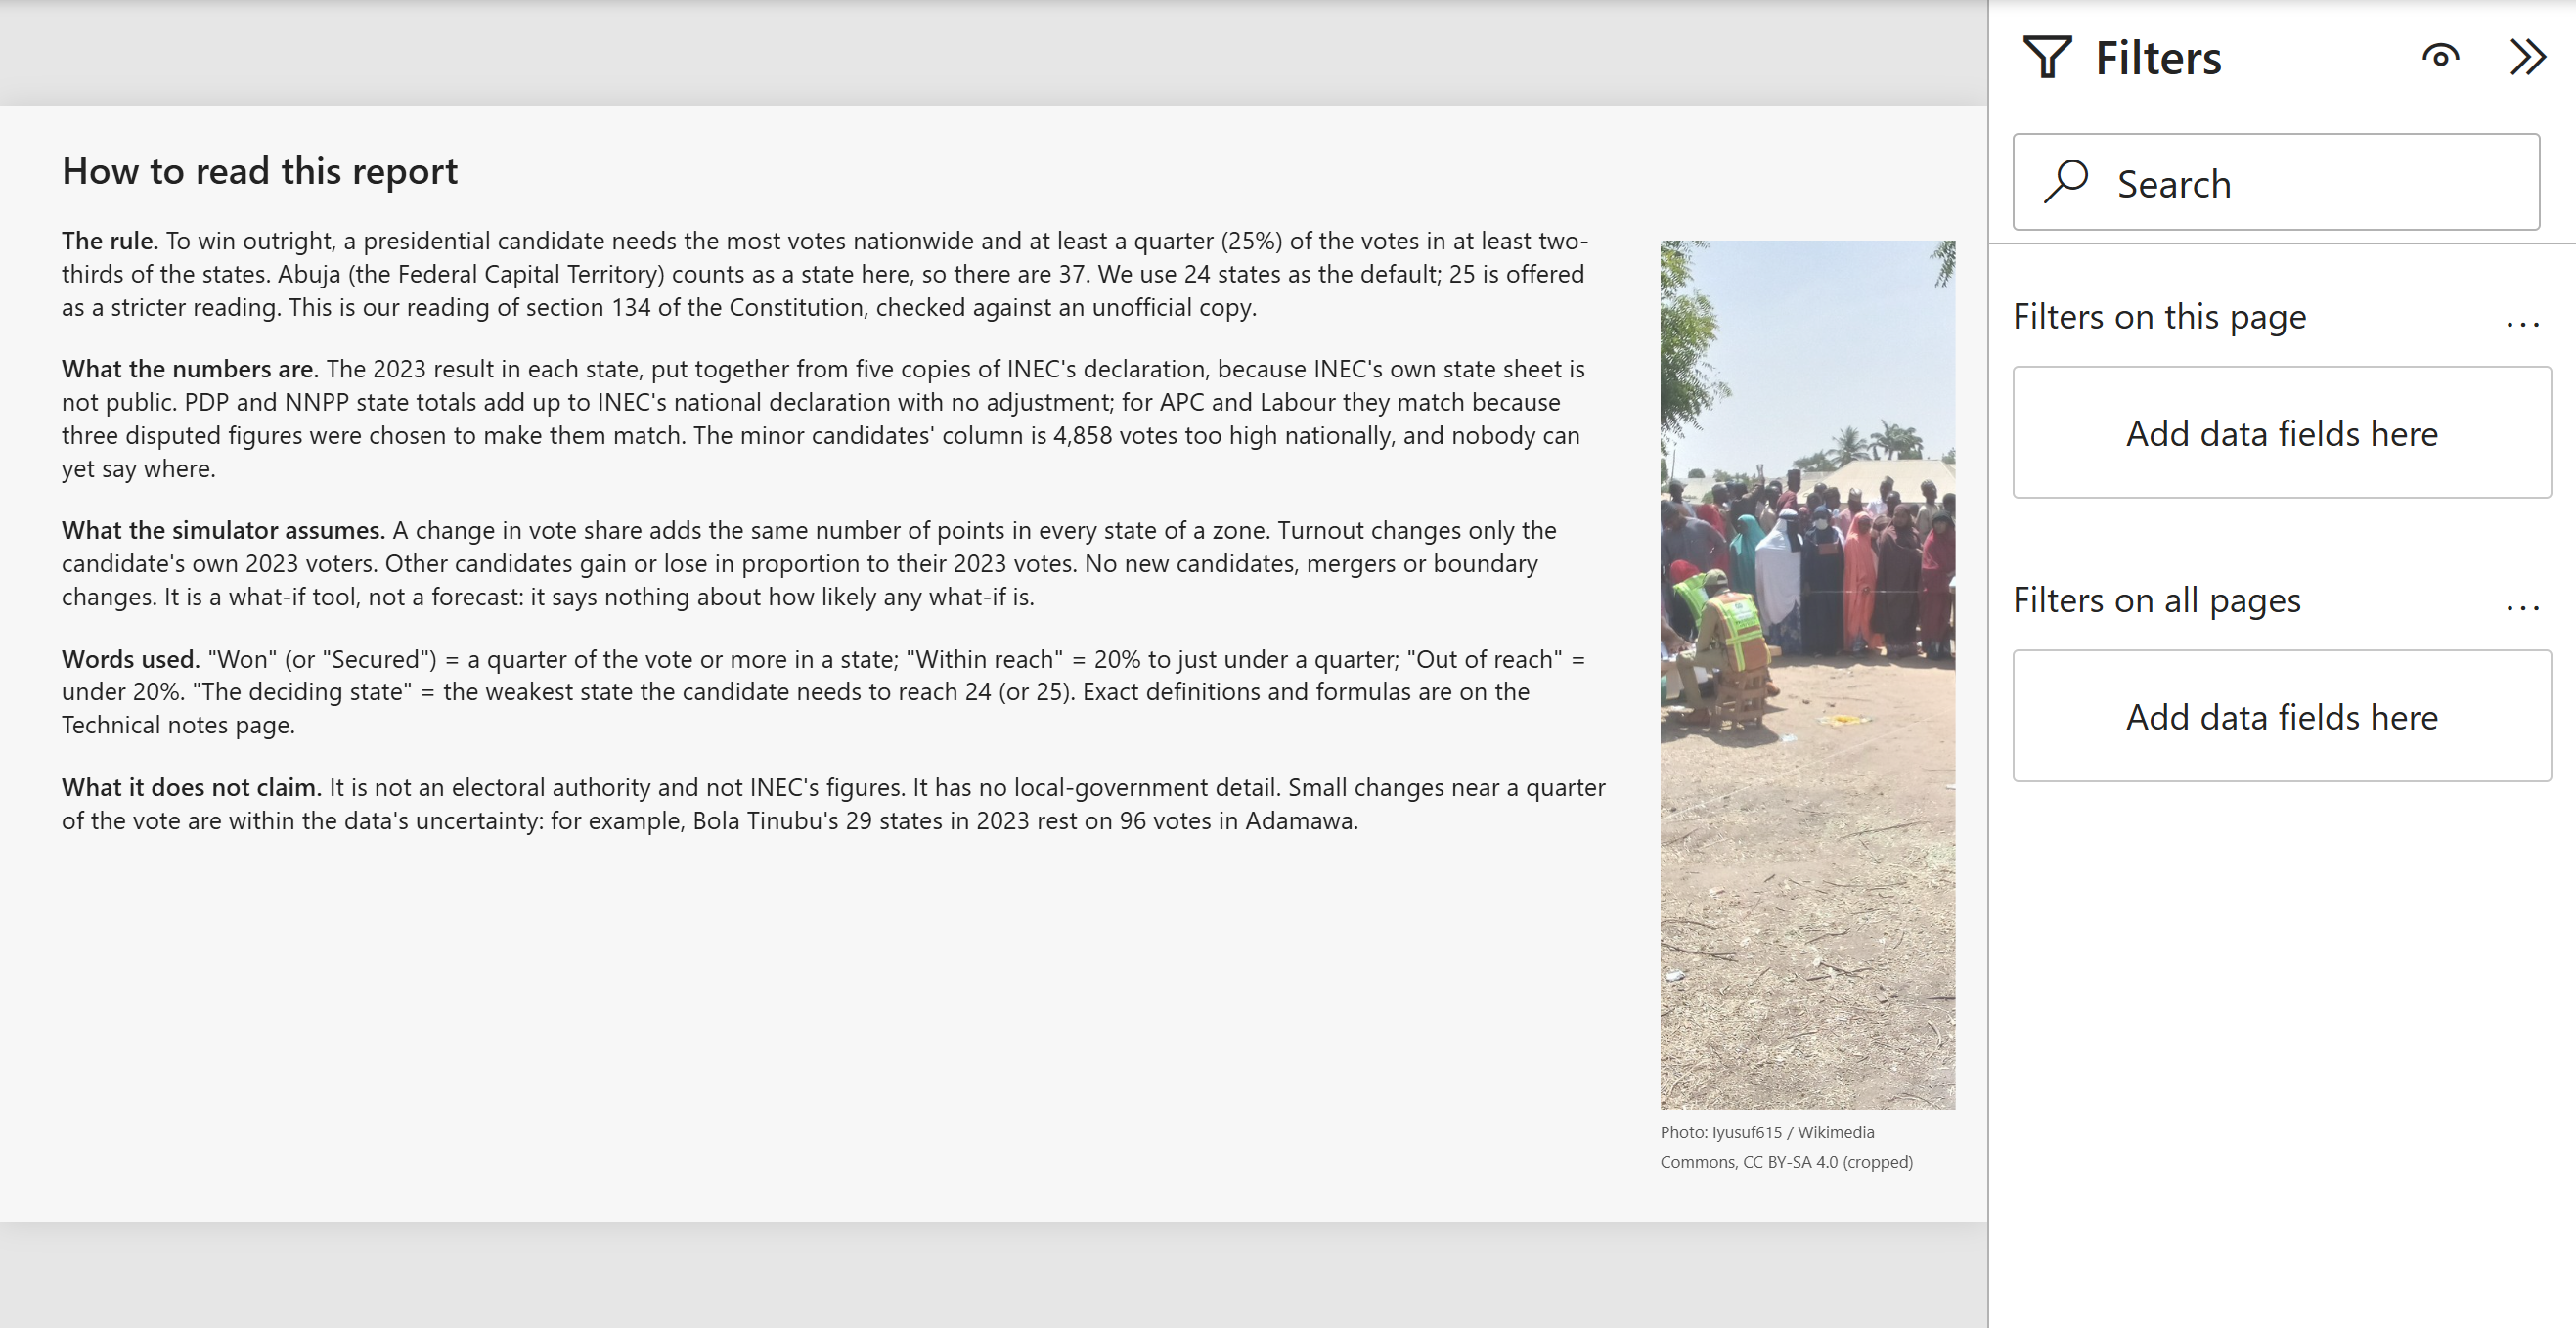 How to read this report
The rule. To win outright, a presidential candidate needs the most votes nationwide and at least a quarter (25%) of the votes in at least two-
thirds of the states. Abuja (the Federal Capital Territory) counts as a state here, so there are 37. We use 24 states as the default; 25 is offered
as a stricter reading. This is our reading of section 134 of the Constitution, checked against an unofficial copy.
What the numbers are. The 2023 result in each state, put together from five copies of INEC's declaration, because INEC's own state sheet is
not public. PDP and NNPP state totals add up to INEC's national declaration with no adjustment; for APC and Labour they match because
three disputed figures were chosen to make them match. The minor candidates' column is 4,858 votes too high nationally, and nobody can
yet say where.
What the simulator assumes. A change in vote share adds the same number of points in every state of a zone. Turnout changes only the
candidate's own 2023 voters. Other candidates gain or lose in proportion to their 2023 votes. No new candidates, mergers or boundary
changes. It is a what-if tool, not a forecast: it says nothing about how likely any what-if is.
Words used. "Won" (or "Secured") = a quarter of the vote or more in a state; "Within reach" = 20% to just under a quarter; "Out of reach" =
under 20%. "The deciding state" = the weakest state the candidate needs to reach 24 (or 25). Exact definitions and formulas are on the
Technical notes page.
What it does not claim. It is not an electoral authority and not INEC's figures. It has no local-government detail. Small changes near a quarter
of the vote are within the data's uncertainty: for example, Bola Tinubu's 29 states in 2023 rest on 96 votes in Adamawa.
Photo: Iyusuf615 / Wikimedia
Commons, CC BY-SA 4.0 (cropped)
Filters
Search
Filters on this page
...
Add data fields here
Filters on all pages
...
Add data fields here